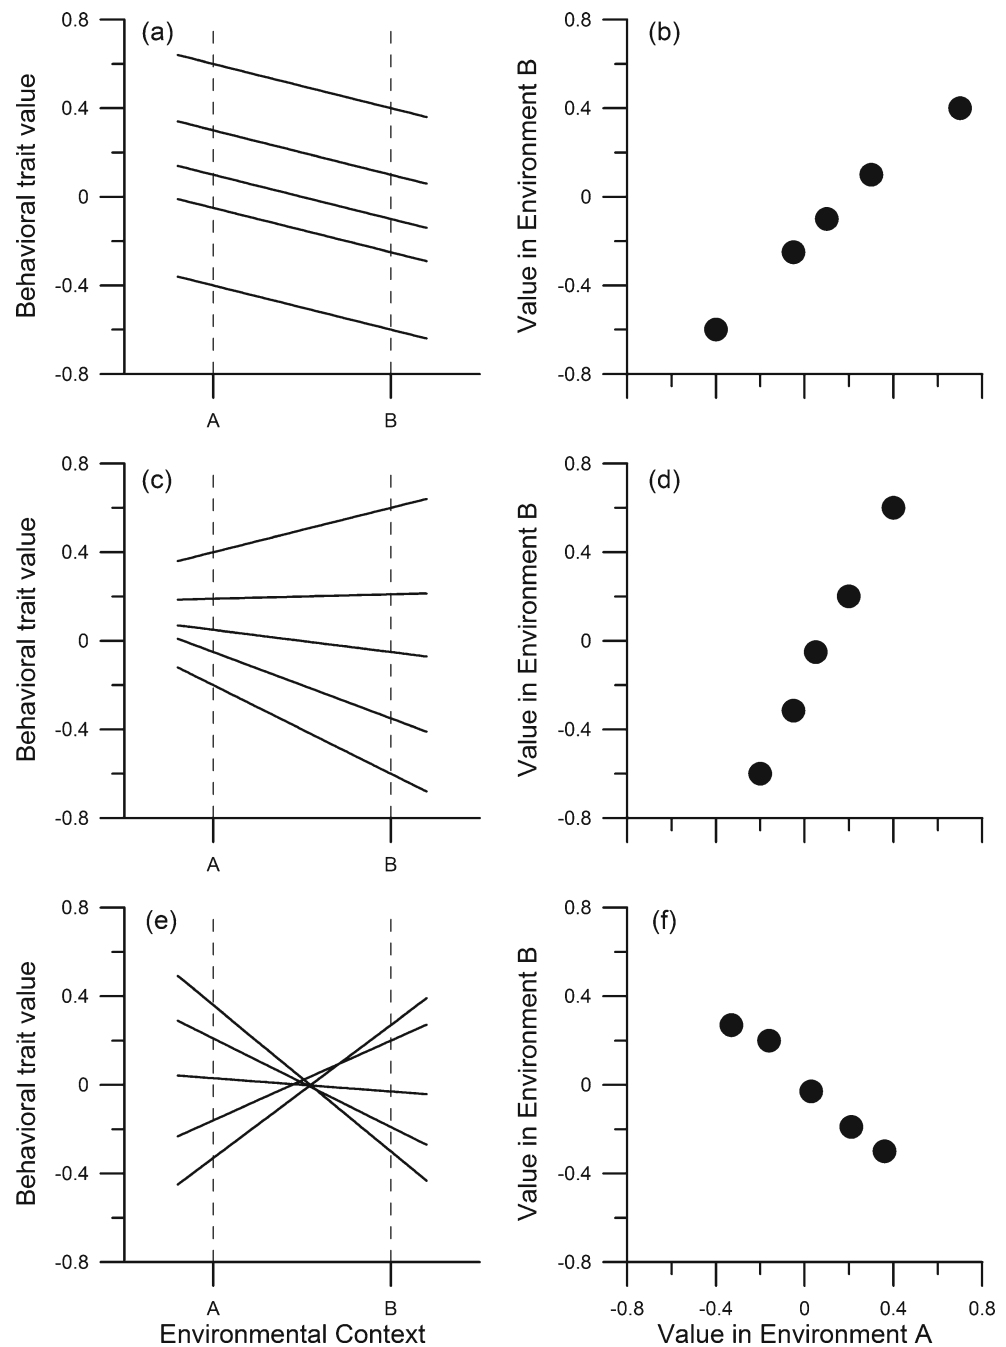 (a)
Behavioral trait value
0.8
0.4
0
-0.4
-0.8
A B
(b)
Value in Environment B
0.8
0.4
0
-0.4
-0.8
(c)
Behavioral trait value
0.8
0.4
0
-0.4
-0.8
A B
(d)
Value in Environment B
0.8
0.4
0
-0.4
-0.8
(e)
Behavioral trait value
0.8
0.4
0
-0.4
-0.8
A B
Environmental Context
(f)
Value in Environment B
0.8
0.4
0
-0.4
-0.8
-0.8 -0.4 0 0.4 0.8
Value in Environment A